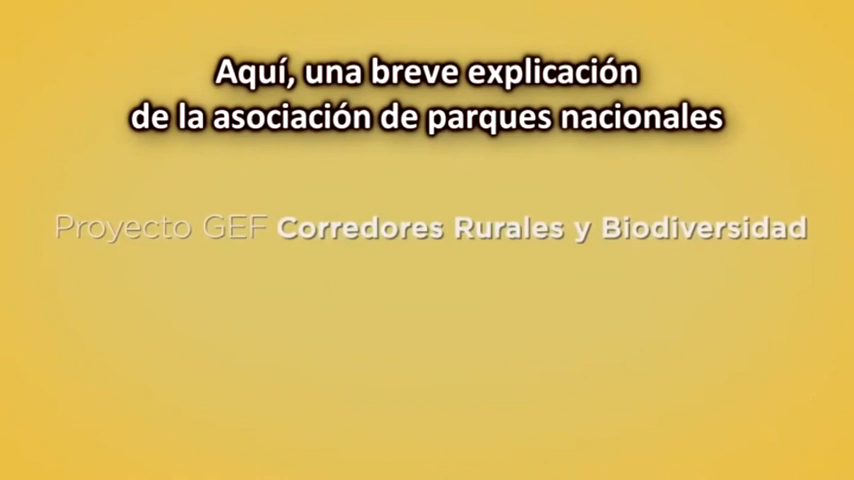 Aquí, una breve explicación
de la asociación de parques nacionales
Proyecto GEF Corredores Rurales y Biodiversidad